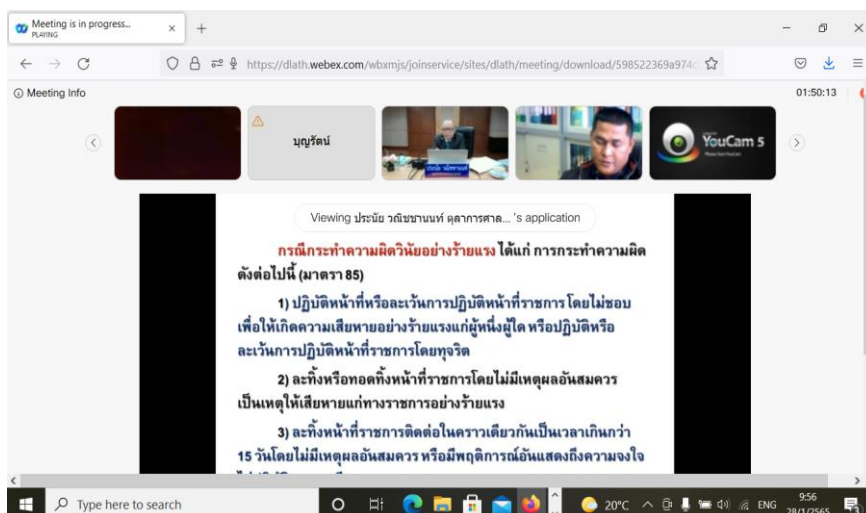 Meeting is in progress...
PLAYING
https://dlath.webex.com/wbxmjs/joinservice/sites/dlath/meeting/download/598522369a974c
Meeting Info
01:50:13
บุญรัตน์
YouCam 5
Viewing ประนัย วณิชชานนท์ ตุลาการศาล... 's application
กรณีกระทำความผิดวินัยอย่างร้ายแรง ได้แก่ การกระทำความผิด
ดังต่อไปนี้ (มาตรา 85)
1) ปฏิบัติหน้าที่หรือละเว้นการปฏิบัติหน้าที่ราชการ โดยไม่ชอบ
เพื่อให้เกิดความเสียหายอย่างร้ายแรงแก่ผู้หนึ่งผู้ใด หรือปฏิบัติหรือ
ละเว้นการปฏิบัติหน้าที่ราชการโดยทุจริต
2) ละทิ้งหรือทอดทิ้งหน้าที่ราชการโดยไม่มีเหตุผลอันสมควร
เป็นเหตุให้เสียหายแก่ทางราชการอย่างร้ายแรง
3) ละทิ้งหน้าที่ราชการติดต่อในคราวเดียวกันเป็นเวลาเกินกว่า
15 วันโดยไม่มีเหตุผลอันสมควร หรือมีพฤติการณ์อันแสดงถึงความจงใจ
Type here to search
20°C
ENG
9:56
28/1/2565